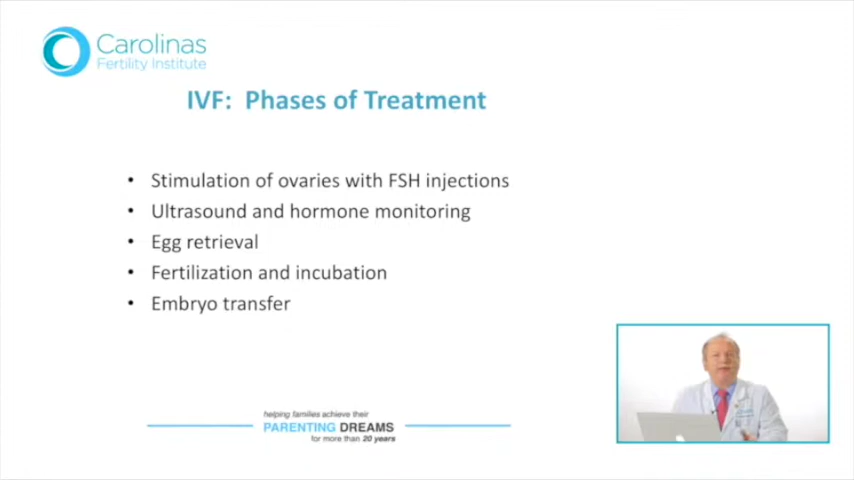 Carolinas
Fertility Institute
IVF: Phases of Treatment
• Stimulation of ovaries with FSH injections
• Ultrasound and hormone monitoring
• Egg retrieval
• Fertilization and incubation
• Embryo transfer
helping families achieve their
PARENTING DREAMS
for more than 20 years